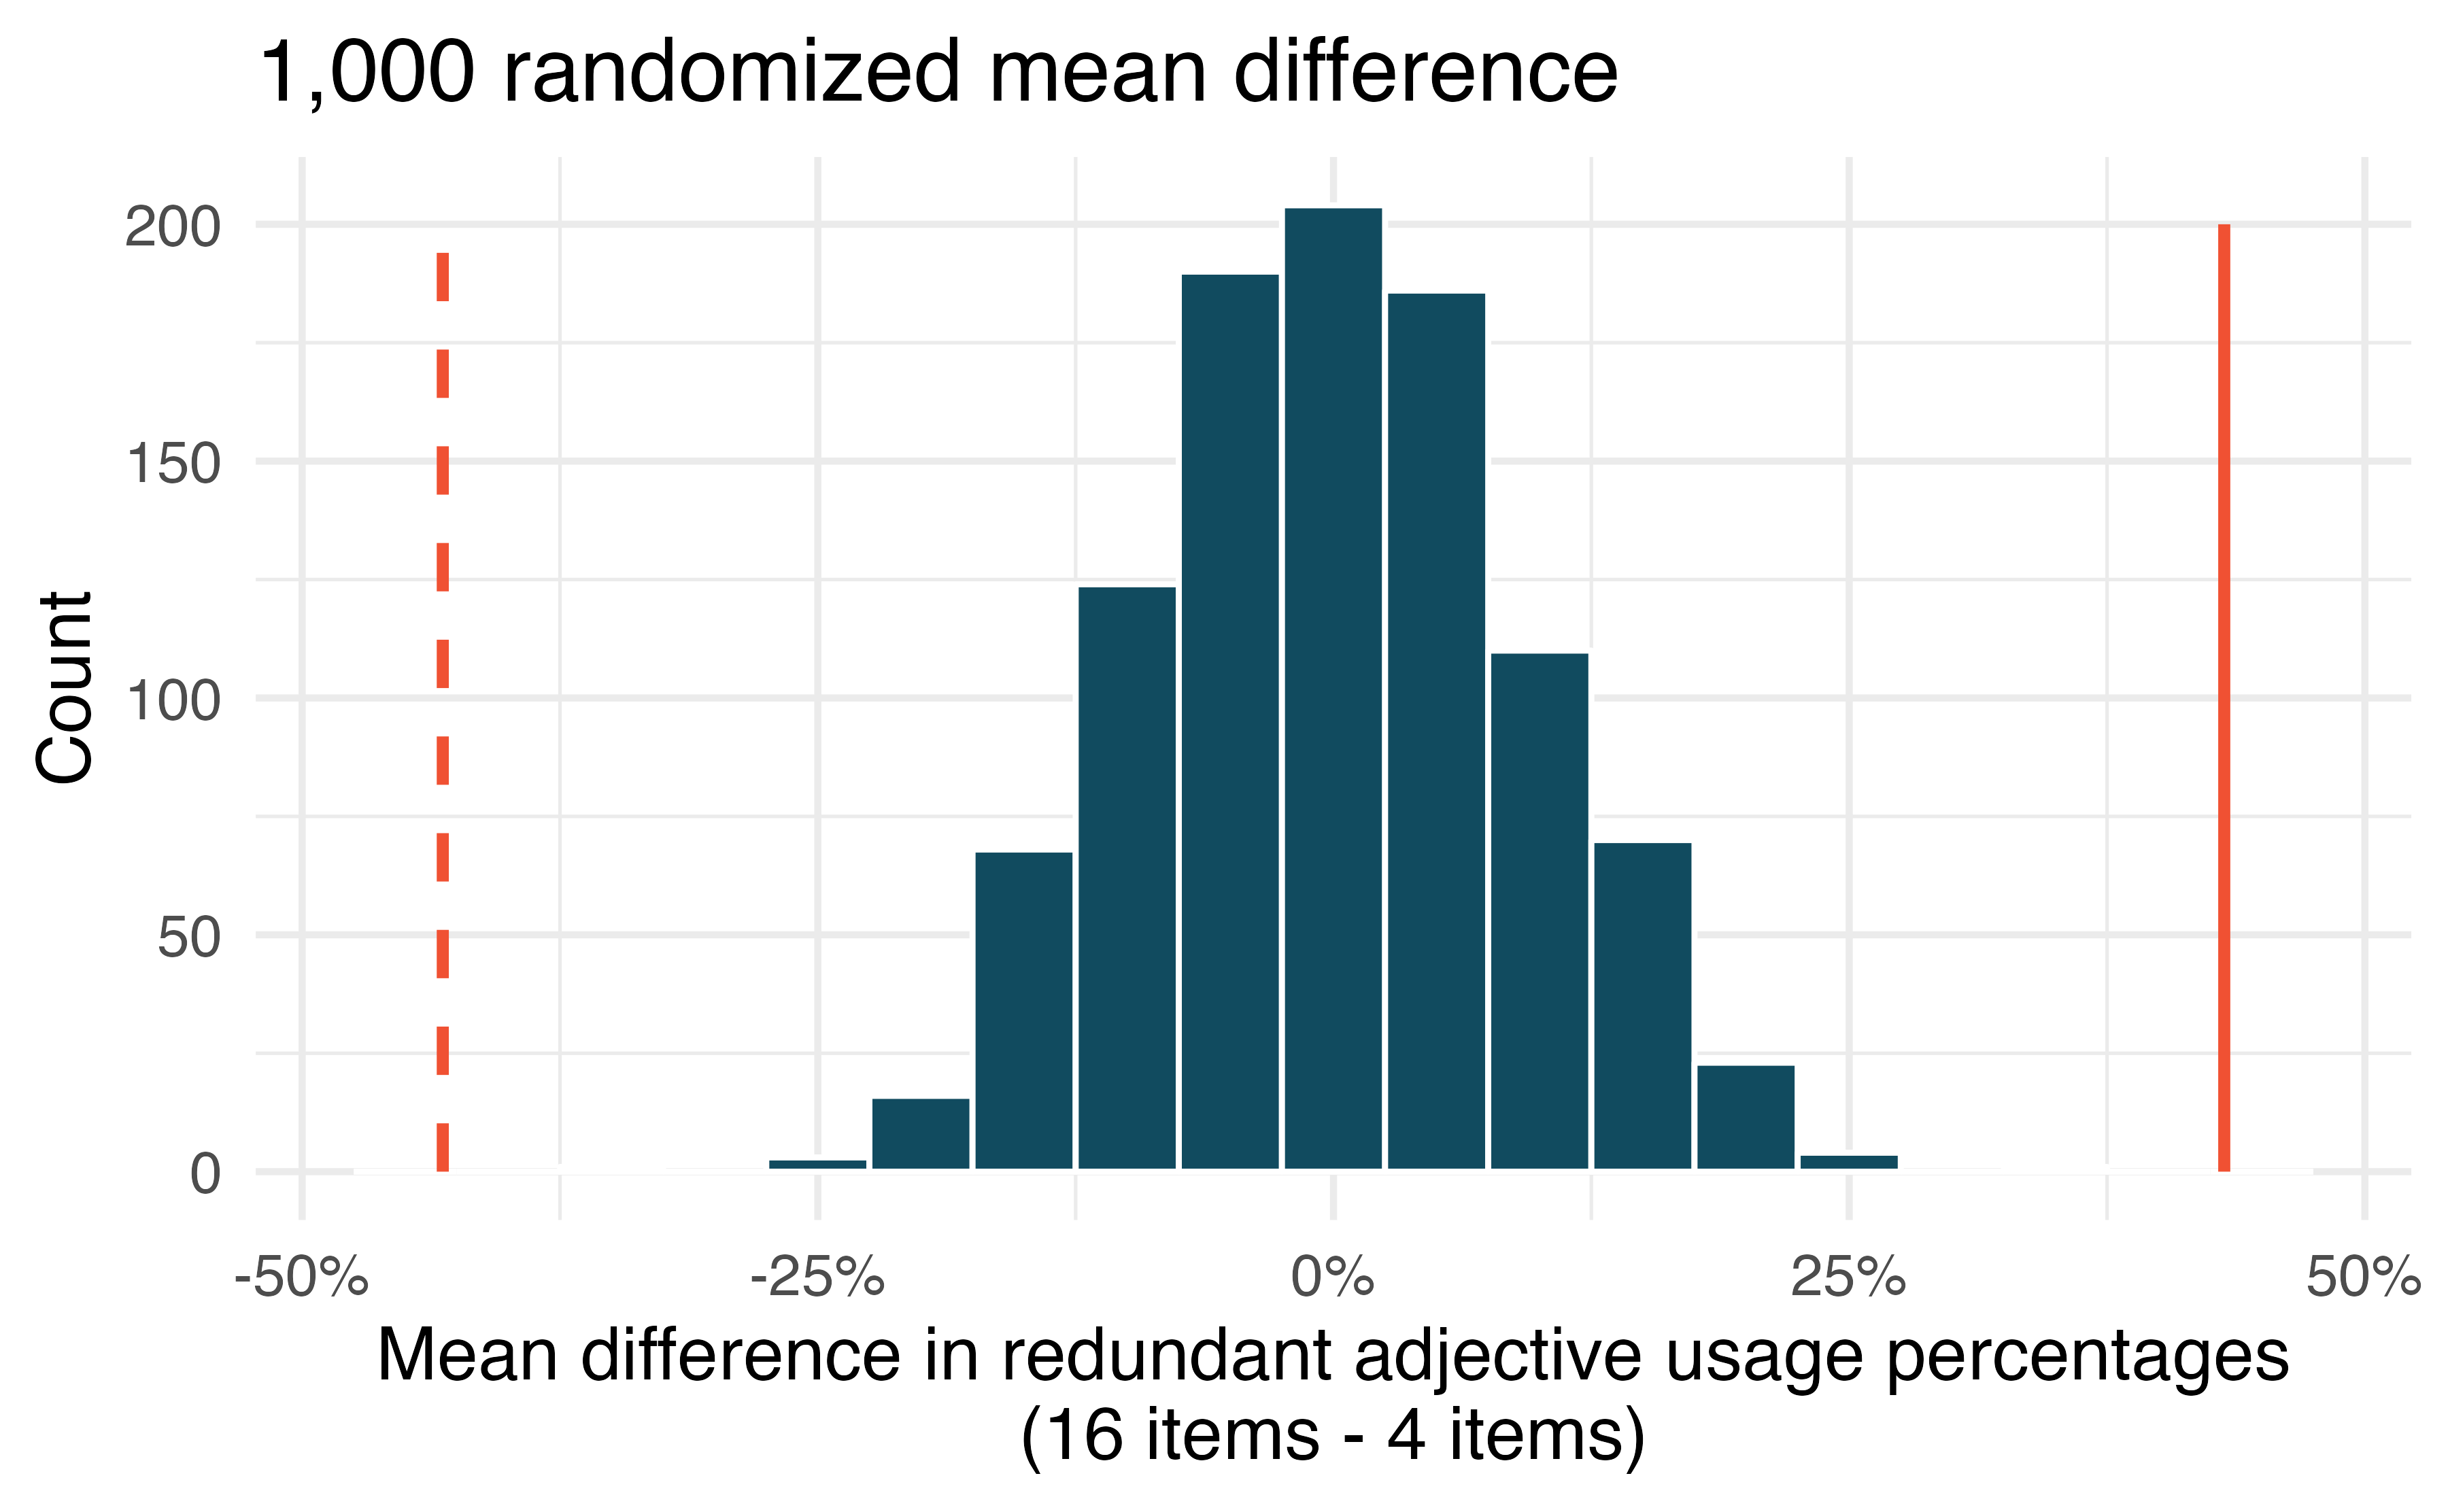 1,000 randomized mean difference
200
150
100
50
0
Count
-50%
-25%
0%
25%
50%
Mean difference in redundant adjective usage percentages
(16 items - 4 items)